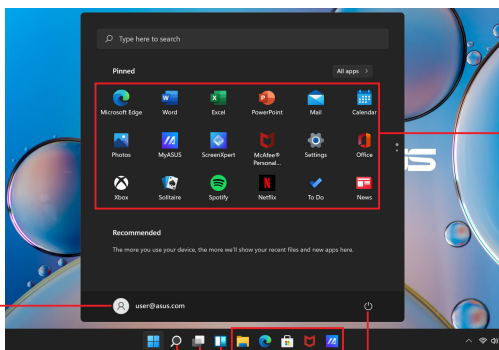 Type here to search
Pinned
All apps >
Microsoft Edge Word Excel PowerPoint Mail Calendar
Photos MyASUS ScreenXpert McAfee® Personal... Settings Office
Xbox Solitaire Spotify Netflix To Do News
Recommended
The more you use your device, the more we'll show your recent files and new apps here.
user@asus.com